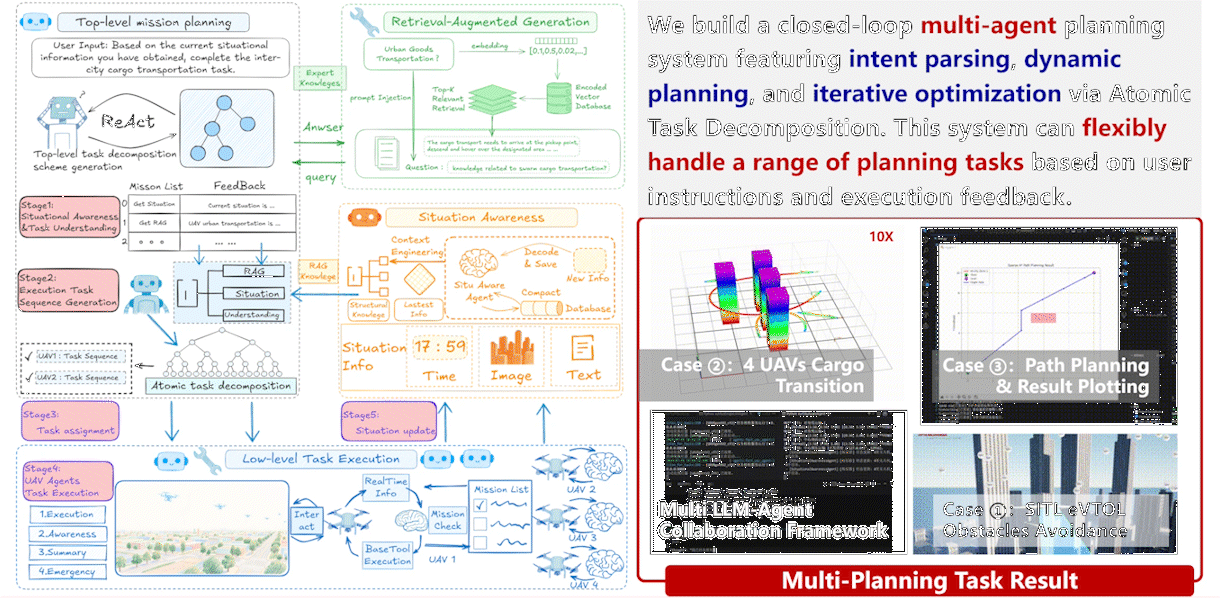 Top-level mission planning
User Input: Based on the current situational
information you have obtained, complete the inter-
city cargo transportation task.
ReAct
Top-level task decomposition
scheme generation
Misson List
FeedBack
0
Get Situation
Current situation is ...
1
Get RAG
UAV urban transportation is ...
2
Stage1:
Situational Awareness
&Task Understanding
Stage2:
Execution Task
Sequence Generation
RAG
Situation
Understanding
UAV1 : Task Sequence
UAV2 : Task Sequence
Atomic task decomposition
Stage3:
Task assignment
Expert
Knowleges
Anwser
query
RAG
Knowlege
Retrieval-Augmented Generation
Urban Goods
Transportation ?
embedding
[0.1,0.5,0.02,...]
prompt Injection
Top-K
Relevant
Retrieval
Encoded
Vector
Database
The cargo transport needs to arrive at the pickup point,
descend and hover over the designated area ... ...
Question :
knowledge related to swarm cargo transportation?
Situation Awareness
Context
Engineering
Structural
Knowlege
Lastest
Info
Situ Aware
Agent
Decode
& Save
New Info
Compact
Database
Situation
Info
17 : 59
Time
Image
Text
Stage5:
Situation update
Low-level Task Execution
Stage4:
UAV Agents
Task Execution
1.Execution
2.Awareness
3.Summary
4.Emergency
Inter
act
RealTime
Info
BaseTool
Execution
Mission
Check
UAV 1
Mission List
UAV 2
UAV 3
UAV 4
We build a closed-loop multi-agent planning
system featuring intent parsing, dynamic
planning, and iterative optimization via Atomic
Task Decomposition. This system can flexibly
handle a range of planning tasks based on user
instructions and execution feedback.
10X
Case ②: 4 UAVs Cargo
Transition
Case ③: Path Planning
& Result Plotting
Multi LLM-Agent
Collaboration Framework
Case ①: SITL eVTOL
Obstacles Avoidance
Multi-Planning Task Result